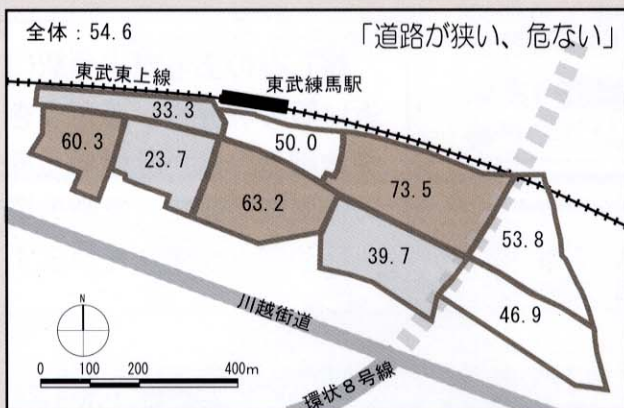 全体：54.6
「道路が狭い、危ない」
東武東上線
東武練馬駅
33.3
50.0
60.3
23.7
63.2
73.5
39.7
53.8
46.9
川越街道
環状８号線
N
0 100 200 400m